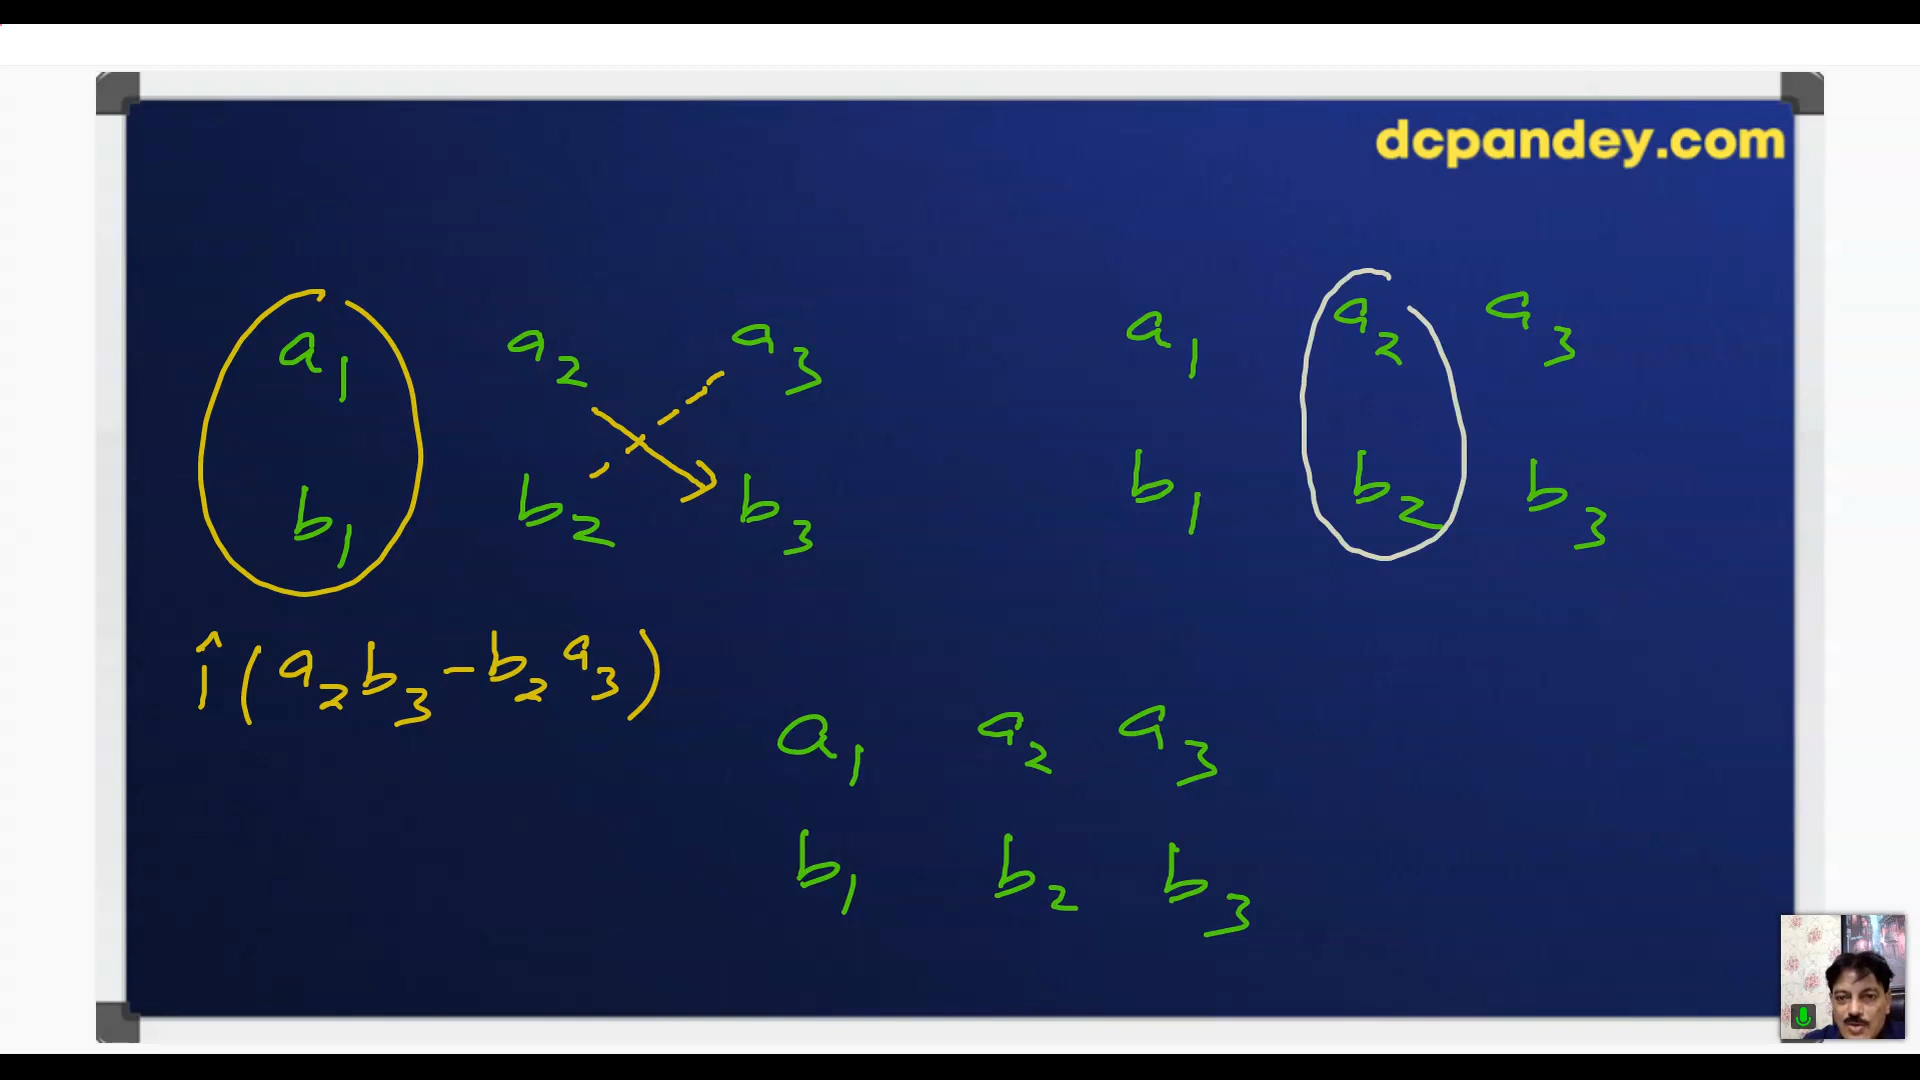 dcpandey.com
a₁ a₂ a₃
b₁ b₂ b₃
î(a₂b₃-b₂a₃)
a₁ a₂ a₃
b₁ b₂ b₃
a₁ a₂ a₃
b₁ b₂ b₃